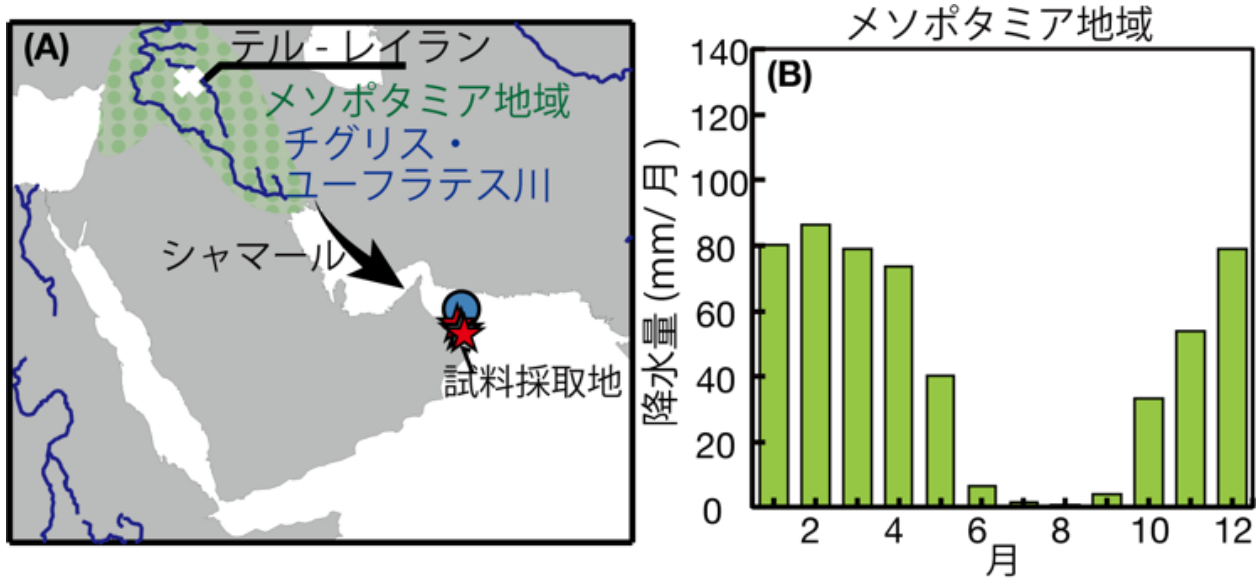 (A)
テル - レイラン
メソポタミア地域
チグリス・
ユーフラテス川
シャマール
試料採取地
メソポタミア地域
(B)
降水量 (mm/ 月 )
140
120
100
80
60
40
20
0
2 4 6 8 10 12
月